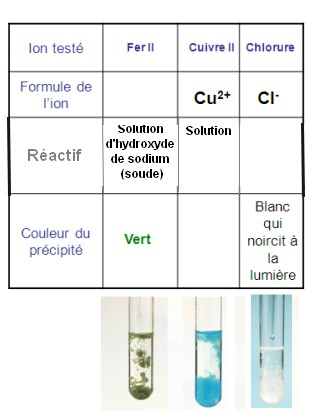 Ion testé Fer II Cuivre II Chlorure
Formule de
l'ion
Cu²⁺ Cl⁻
Réactif
Solution
d'hydroxyde
de sodium
(soude)
Solution
Couleur du
précipité
Vert
Blanc
qui
noircit à
la
lumière